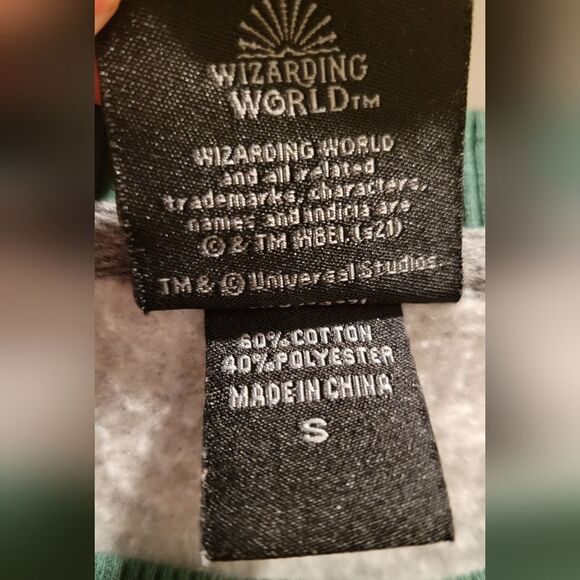 WIZARDING
WORLD™
WIZARDING WORLD
and all related
trademarks, characters,
names and indicia are
© & TM WBEI. (s21)
TM & © Universal Studios.
60% COTTON
40% POLYESTER
MADE IN CHINA
S